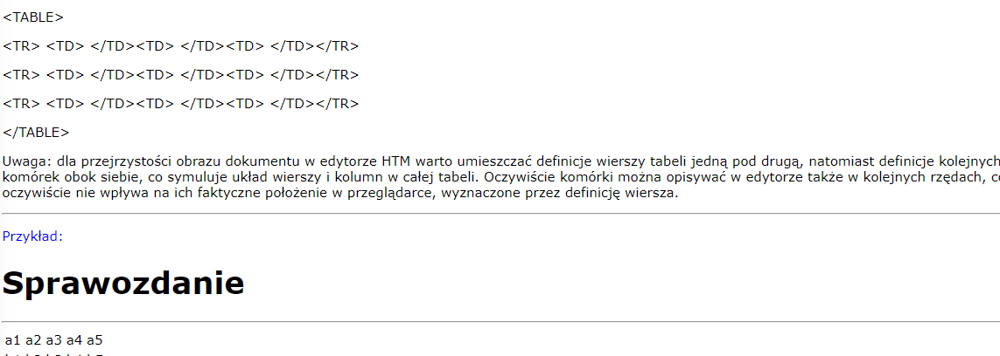 <TABLE>
<TR> <TD> </TD><TD> </TD><TD> </TD></TR>
<TR> <TD> </TD><TD> </TD><TD> </TD></TR>
<TR> <TD> </TD><TD> </TD><TD> </TD></TR>
</TABLE>
Uwaga: dla przejrzystości obrazu dokumentu w edytorze HTM warto umieszczać definicje wierszy tabeli jedną pod drugą, natomiast definicje kolejnych
komórek obok siebie, co symuluje układ wierszy i kolumn w całej tabeli. Oczywiście komórki można opisywać w edytorze także w kolejnych rzędach,
oczywiście nie wpływa na ich faktyczne położenie w przeglądarce, wyznaczone przez definicję wiersza.
Przykład:
Sprawozdanie
a1 a2 a3 a4 a5